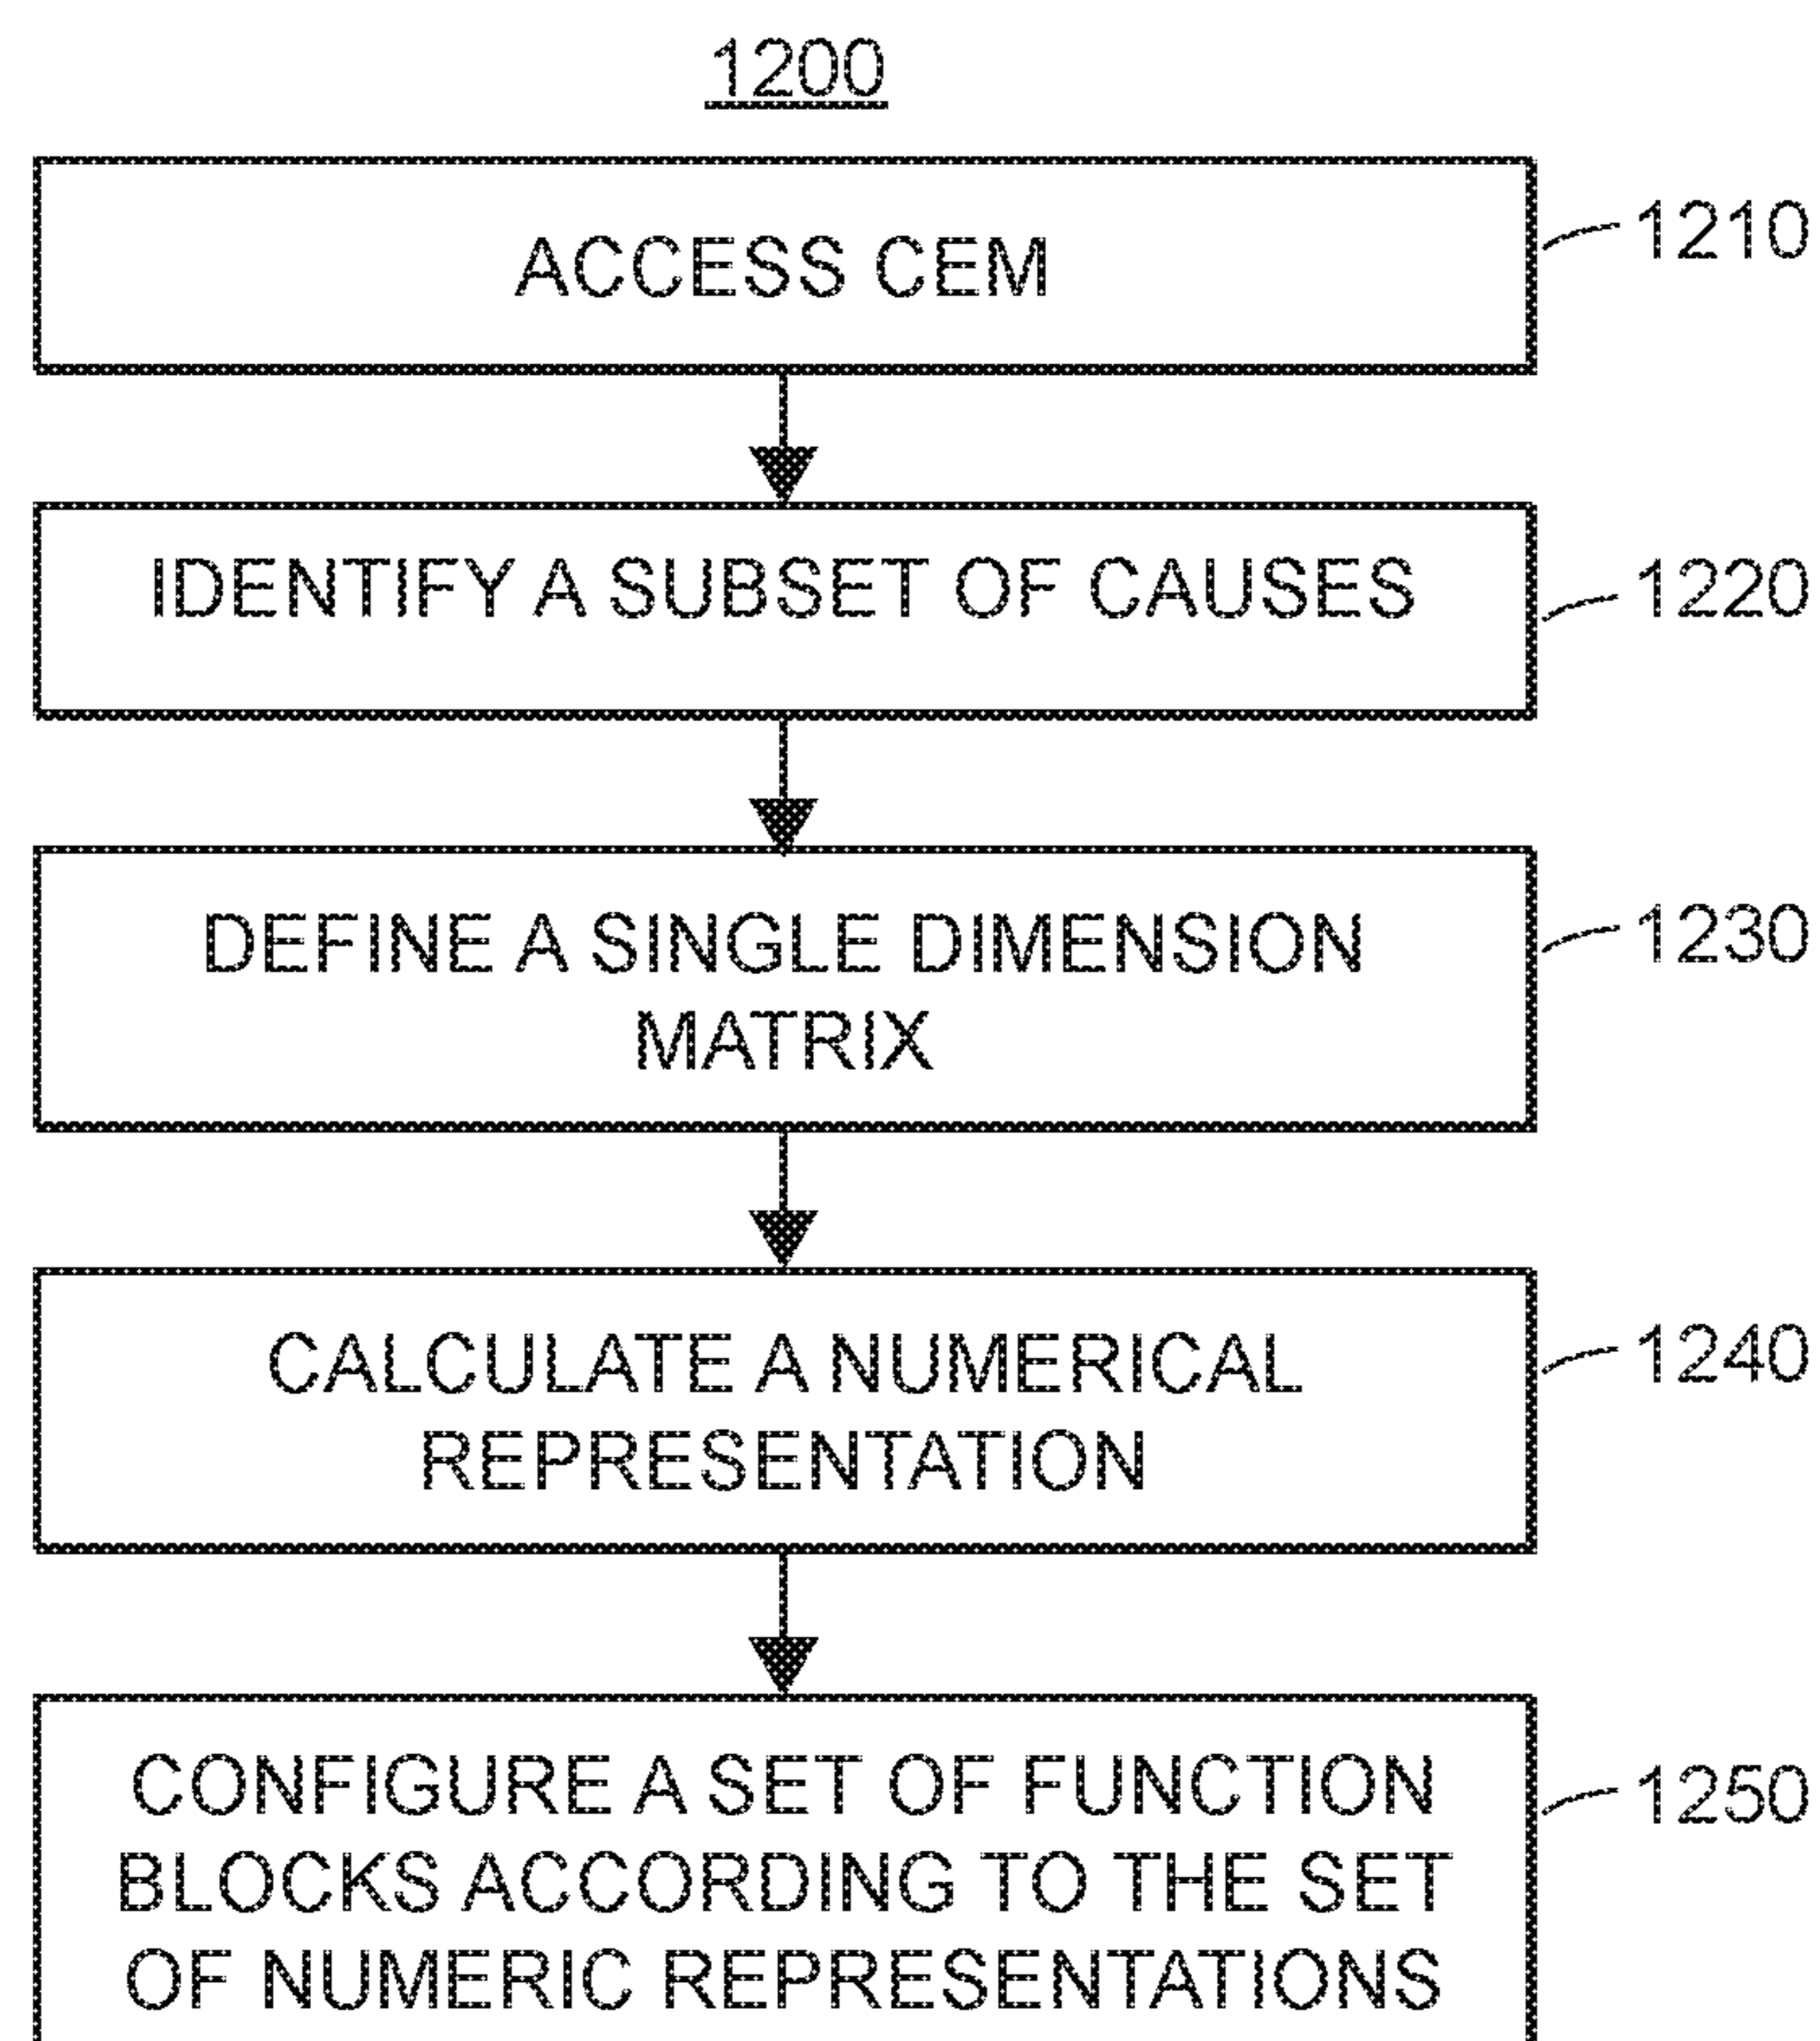 1200
ACCESS CEM
1210
IDENTIFY A SUBSET OF CAUSES
1220
DEFINE A SINGLE DIMENSION
MATRIX
1230
CALCULATE A NUMERICAL
REPRESENTATION
1240
CONFIGURE A SET OF FUNCTION
BLOCKS ACCORDING TO THE SET
OF NUMERIC REPRESENTATIONS
1250